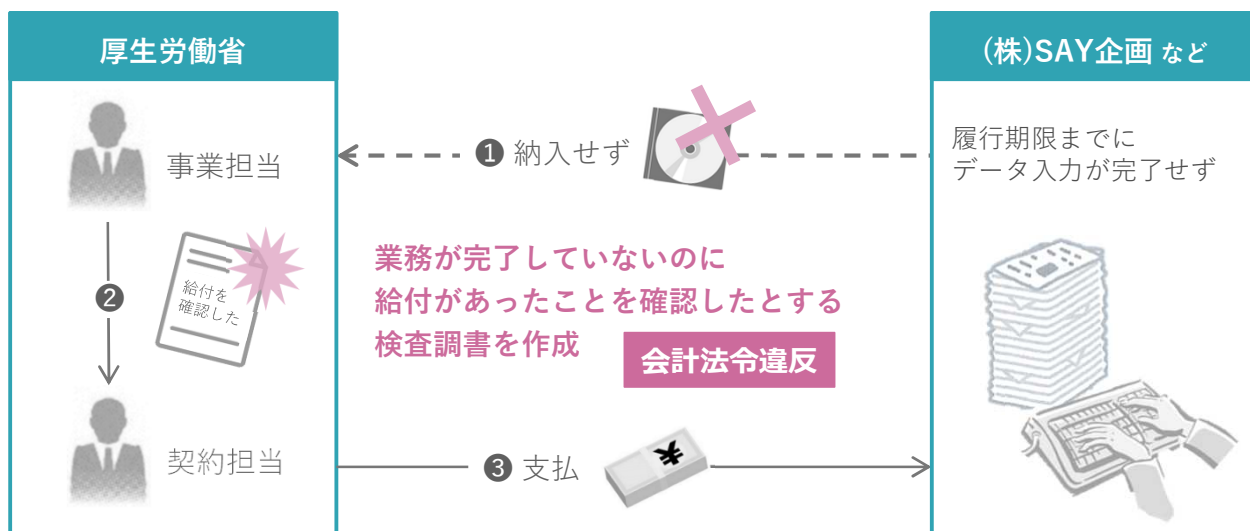 厚生労働省
(株)SAY企画 など
事業担当
❶ 納入せず
履行期限までに
データ入力が完了せず
❷
給付を
確認した
業務が完了していないのに
給付があったことを確認したとする
検査調書を作成
会計法令違反
契約担当
❸ 支払
¥